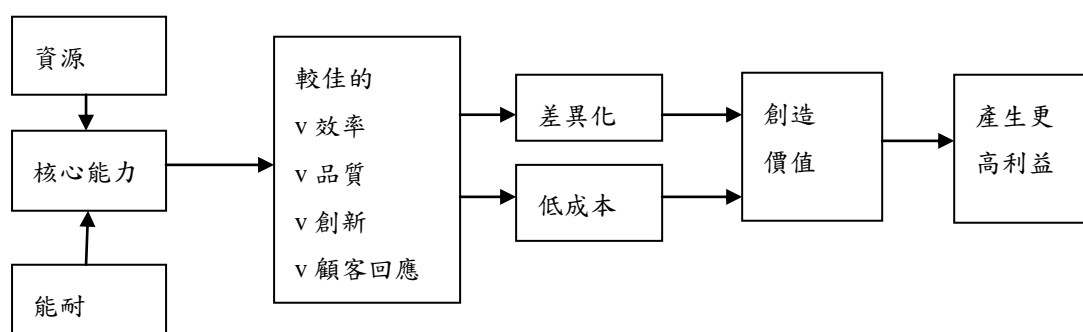 資源
核心能力
能耐
較佳的
v 效率
v 品質
v 創新
v 顧客回應
差異化
低成本
創造
價值
產生更
高利益